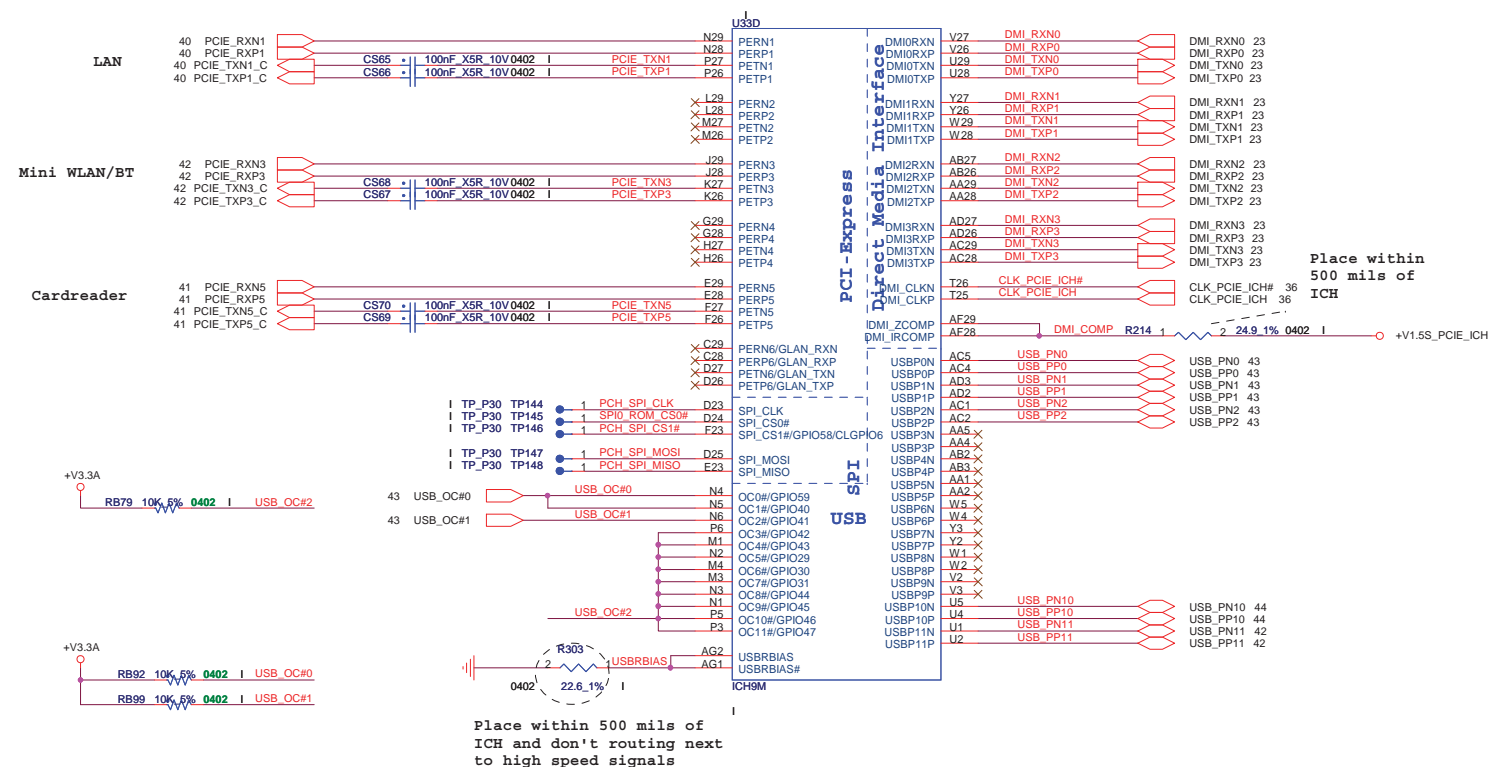 U33D
LAN
40 PCIE_RXN1
40 PCIE_RXP1
40 PCIE_TXN1_C
40 PCIE_TXP1_C
CS65 100nF_X5R_10V 0402 I PCIE_TXN1
CS66 100nF_X5R_10V 0402 I PCIE_TXP1
N29 PERN1
N28 PERP1
P27 PETN1
P26 PETP1
L29 PERN2
L28 PERP2
M27 PETN2
M26 PETP2
Mini WLAN/BT
42 PCIE_RXN3
42 PCIE_RXP3
42 PCIE_TXN3_C
42 PCIE_TXP3_C
CS68 100nF_X5R_10V 0402 I PCIE_TXN3
CS67 100nF_X5R_10V 0402 I PCIE_TXP3
J29 PERN3
J28 PERP3
K27 PETN3
K26 PETP3
G29 PERN4
G28 PERP4
H27 PETN4
H26 PETP4
Cardreader
41 PCIE_RXN5
41 PCIE_RXP5
41 PCIE_TXN5_C
41 PCIE_TXP5_C
CS70 100nF_X5R_10V 0402 I PCIE_TXN5
CS69 100nF_X5R_10V 0402 I PCIE_TXP5
E29 PERN5
E28 PERP5
F27 PETN5
F26 PETP5
C29 PERN6/GLAN_RXN
C28 PERP6/GLAN_RXP
D27 PETN6/GLAN_TXN
D26 PETP6/GLAN_TXP
I TP_P30 TP144 1 PCH_SPI_CLK D23 SPI_CLK
I TP_P30 TP145 1 SPI0_ROM_CS0# D24 SPI_CS0#
I TP_P30 TP146 1 PCH_SPI_CS1# F23 SPI_CS1#/GPIO58/CLGPIO6
I TP_P30 TP147 1 PCH_SPI_MOSI D25 SPI_MOSI
I TP_P30 TP148 1 PCH_SPI_MISO E23 SPI_MISO
+V3.3A
RB79 10K_5% 0402 I USB_OC#2
43 USB_OC#0 USB_OC#0
43 USB_OC#1 USB_OC#1
N4 OC0#/GPIO59
N5 OC1#/GPIO40
N6 OC2#/GPIO41
P6 OC3#/GPIO42
M1 OC4#/GPIO43
N2 OC5#/GPIO29
M4 OC6#/GPIO30
M3 OC7#/GPIO31
N3 OC8#/GPIO44
N1 OC9#/GPIO45
USB_OC#2 P5 OC10#/GPIO46
P3 OC11#/GPIO47
+V3.3A
RB92 10K_5% 0402 I USB_OC#0
RB99 10K_5% 0402 I USB_OC#1
R303
2 1 USBRBIAS
0402 22.6_1% I
AG2 USBRBIAS
AG1 USBRBIAS#
ICH9M
I
Place within 500 mils of
ICH and don't routing next
to high speed signals
PCI-Express
Direct Media Interface
SPI
USB
DMI0RXN V27 DMI_RXN0 DMI_RXN0 23
DMI0RXP V26 DMI_RXP0 DMI_RXP0 23
DMI0TXN U29 DMI_TXN0 DMI_TXN0 23
DMI0TXP U28 DMI_TXP0 DMI_TXP0 23
DMI1RXN Y27 DMI_RXN1 DMI_RXN1 23
DMI1RXP Y26 DMI_RXP1 DMI_RXP1 23
DMI1TXN W29 DMI_TXN1 DMI_TXN1 23
DMI1TXP W28 DMI_TXP1 DMI_TXP1 23
DMI2RXN AB27 DMI_RXN2 DMI_RXN2 23
DMI2RXP AB26 DMI_RXP2 DMI_RXP2 23
DMI2TXN AA29 DMI_TXN2 DMI_TXN2 23
DMI2TXP AA28 DMI_TXP2 DMI_TXP2 23
DMI3RXN AD27 DMI_RXN3 DMI_RXN3 23
DMI3RXP AD26 DMI_RXP3 DMI_RXP3 23
DMI3TXN AC29 DMI_TXN3 DMI_TXN3 23
DMI3TXP AC28 DMI_TXP3 DMI_TXP3 23
Place within
500 mils of
ICH
DMI_CLKN T26 CLK_PCIE_ICH# CLK_PCIE_ICH# 36
DMI_CLKP T25 CLK_PCIE_ICH CLK_PCIE_ICH 36
DMI_ZCOMP AF29
DMI_IRCOMP AF28 DMI_COMP R214 1 2 24.9_1% 0402 I +V1.5S_PCIE_ICH
USBP0N AC5 USB_PN0 USB_PN0 43
USBP0P AC4 USB_PP0 USB_PP0 43
USBP1N AD3 USB_PN1 USB_PN1 43
USBP1P AD2 USB_PP1 USB_PP1 43
USBP2N AC1 USB_PN2 USB_PN2 43
USBP2P AC2 USB_PP2 USB_PP2 43
USBP3N AA5
USBP3P AA4
USBP4N AB2
USBP4P AB3
USBP5N AA1
USBP5P AA2
USBP6N W5
USBP6P W4
USBP7N Y3
USBP7P Y2
USBP8N W1
USBP8P W2
USBP9N V2
USBP9P V3
USBP10N U5 USB_PN10 USB_PN10 44
USBP10P U4 USB_PP10 USB_PP10 44
USBP11N U1 USB_PN11 USB_PN11 42
USBP11P U2 USB_PP11 USB_PP11 42